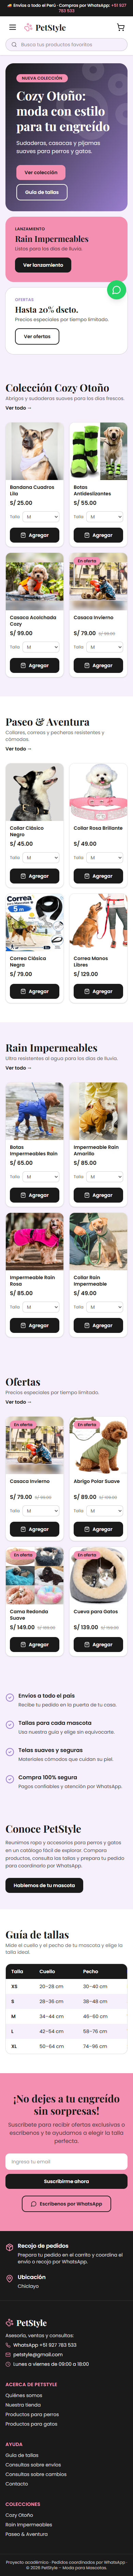 🚚 Envíos a todo el Perú · Compras por WhatsApp: +51 927
783 533
PetStyle
Busca tus productos favoritos
NUEVA COLECCIÓN
Cozy Otoño:
moda con estilo
para tu engreído
Sudaderas, casacas y pijamas
suaves para perros y gatos.
Ver colección
Guía de tallas
LANZAMIENTO
Rain Impermeables
Listos para los días de lluvia.
Ver lanzamiento
OFERTAS
Hasta 20% dscto.
Precios especiales por tiempo limitado.
Ver ofertas
Colección Cozy Otoño
Abrigos y sudaderas suaves para los días frescos.
Ver todo →
Bandana Cuadros
Lila
S/ 25.00
Talla M
Agregar
Botas
Antideslizantes
S/ 55.00
Talla M
Agregar
Casaca Acolchada
Cozy
S/ 99.00
Talla M
Agregar
En oferta
Casaca Invierno
S/ 79.00 S/ 99.00
Talla M
Agregar
Paseo & Aventura
Collares, correas y pecheras resistentes y
cómodos.
Ver todo →
Collar Clásico
Negro
S/ 45.00
Talla M
Agregar
Collar Rosa Brillante
S/ 49.00
Talla M
Agregar
Correa
5 m
Correa Clásica
Negra
S/ 79.00
Agregar
Correa Manos
Libres
S/ 129.00
Agregar
Rain Impermeables
Ultra resistentes al agua para los días de lluvia.
Ver todo →
Botas
Impermeables Rain
S/ 65.00
Talla M
Agregar
Impermeable Rain
Amarillo
S/ 85.00
Talla M
Agregar
Impermeable Rain
Rosa
S/ 85.00
Talla M
Agregar
Collar Rain
Impermeable
S/ 49.00
Talla M
Agregar
Ofertas
Precios especiales por tiempo limitado.
Ver todo →
En oferta
Casaca Invierno
S/ 79.00 S/ 99.00
Talla M
Agregar
En oferta
Abrigo Polar Suave
S/ 89.00
Talla M
Agregar
En oferta
Cama Redonda
Suave
S/ 149.00
Agregar
En oferta
Cueva para Gatos
S/ 139.00
Agregar
Envíos a todo el país
Recibe tu pedido en la puerta de tu casa.
Tallas para cada mascota
Usa nuestra guía y elige sin equivocarte.
Telas suaves y seguras
Materiales cómodos que cuidan su piel.
Compra 100% segura
Pagos confiables y atención por WhatsApp.
Conoce PetStyle
Reunimos ropa y accesorios para perros y gatos
en un catálogo fácil de explorar. Compara
productos, consulta las tallas y prepara tu pedido
para coordinarlo por WhatsApp.
Hablemos de tu mascota
Guía de tallas
Mide el cuello y el pecho de tu mascota y elige la
talla ideal.
Talla Cuello Pecho
XS 20–28 cm 30–40 cm
S 28–36 cm 38–48 cm
M 34–44 cm 46–60 cm
L 42–54 cm 58–76 cm
XL 50–64 cm 74–96 cm
¡No dejes a tu engreído
sin sorpresas!
Suscríbete para recibir ofertas exclusivas o
escríbenos y te ayudamos a elegir la talla
perfecta.
Ingresa tu email
Suscribirme ahora
Escríbenos por WhatsApp
Recojo de pedidos
Prepara tu pedido en el carrito y coordina el
envío o recojo por WhatsApp.
Ubicación
Chiclayo
PetStyle
Asesoría, ventas y consultas:
WhatsApp +51 927 783 533
petstyle@gmail.com
Lunes a viernes de 09:00 a 18:00
ACERCA DE PETSTYLE
Quiénes somos
Nuestra tienda
Productos para perros
Productos para gatos
AYUDA
Guía de tallas
Consultas sobre envíos
Consultas sobre cambios
Contacto
COLECCIONES
Cozy Otoño
Rain Impermeables
Paseo & Aventura
Proyecto académico · Pedidos coordinados por WhatsApp ·
© 2026 PetStyle — Moda para Mascotas.